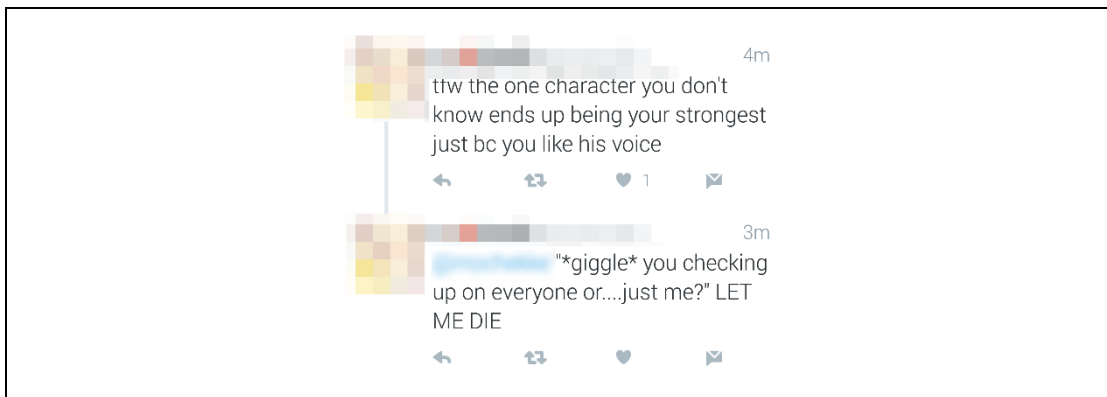 4m
tfw the one character you don't
know ends up being your strongest
just bc you like his voice
1
3m
"*giggle* you checking
up on everyone or....just me?" LET
ME DIE